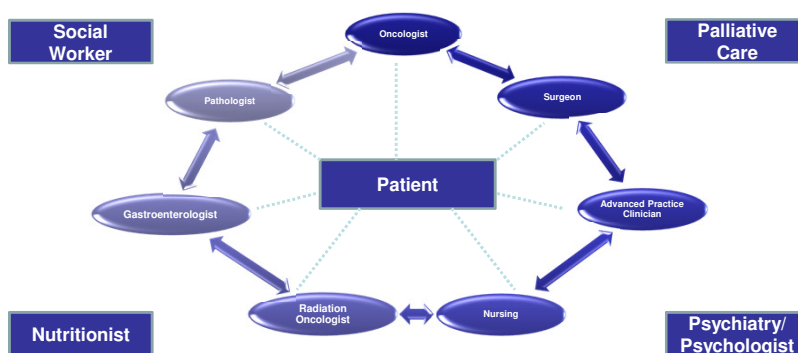 Social
Worker
Oncologist
Palliative
Care
Pathologist
Surgeon
Patient
Gastroenterologist
Advanced Practice
Clinician
Radiation
Oncologist
Nursing
Nutritionist
Psychiatry/
Psychologist